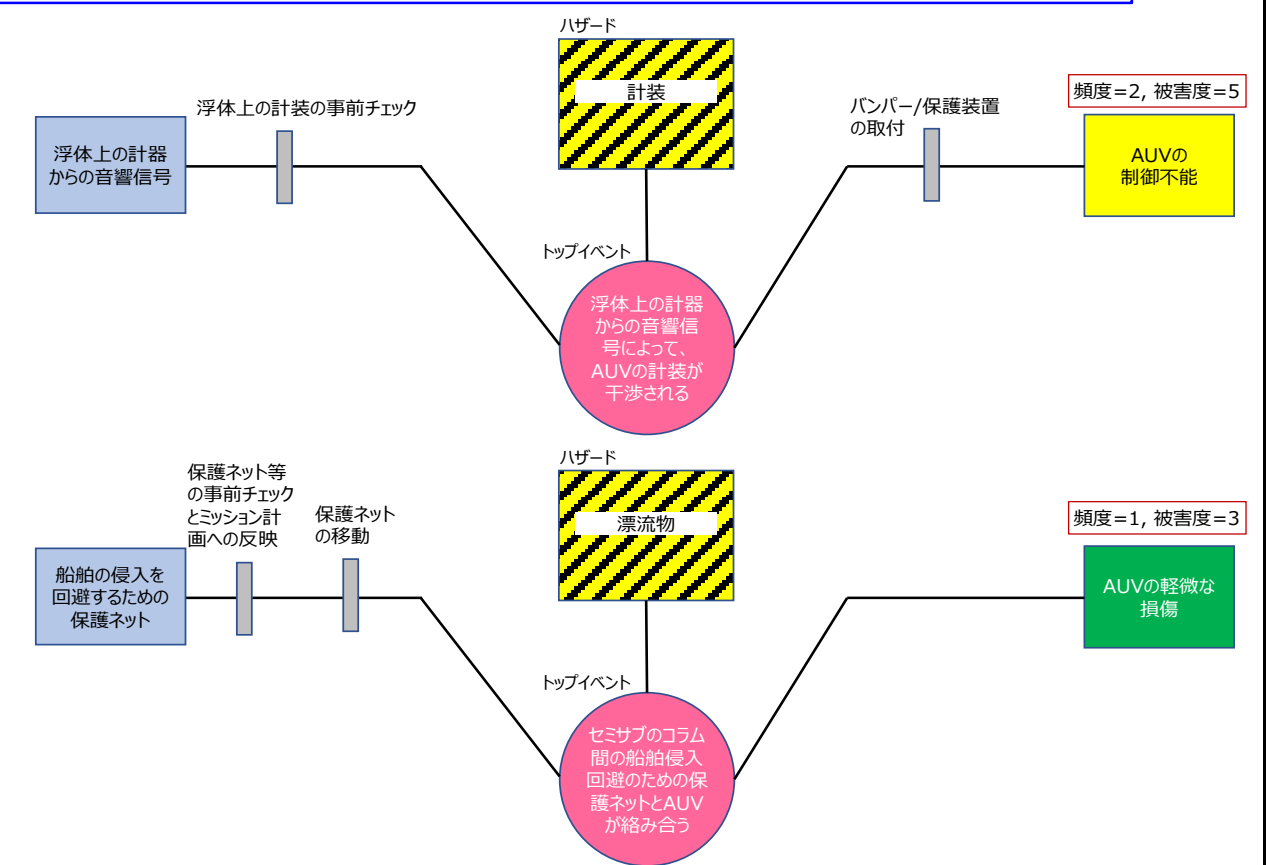 ハザード
計装
頻度=2, 被害度=5
浮体上の計装の事前チェック
バンパー/保護装置
の取付
浮体上の計器
からの音響信号
AUVの
制御不能
トップイベント
浮体上の計器
からの音響信
号によって、
AUVの計装が
干渉される
ハザード
漂流物
頻度=1, 被害度=3
保護ネット等
の事前チェック
とミッション計
画への反映
保護ネット
の移動
船舶の侵入を
回避するための
保護ネット
AUVの軽微な
損傷
トップイベント
セミサブのコラム
間の船舶侵入
回避のための保
護ネットとAUV
が絡み合う